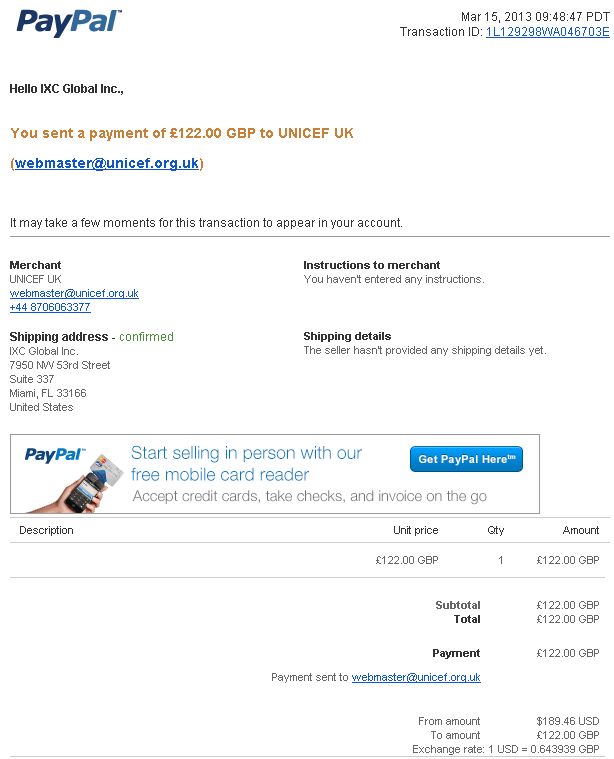 PayPal™
Mar 15, 2013 09:48:47 PDT
Transaction ID: 1L129298WA046703E
Hello IXC Global Inc.,
You sent a payment of £122.00 GBP to UNICEF UK
(webmaster@unicef.org.uk)
It may take a few moments for this transaction to appear in your account.
Merchant
UNICEF UK
webmaster@unicef.org.uk
+44 8706063377
Instructions to merchant
You haven't entered any instructions.
Shipping address - confirmed
IXC Global Inc.
7950 NW 53rd Street
Suite 337
Miami, FL 33166
United States
Shipping details
The seller hasn't provided any shipping details yet.
PayPal™
Start selling in person with our
free mobile card reader
Accept credit cards, take checks, and invoice on the go
Get PayPal Here™
Description Unit price Qty Amount
£122.00 GBP 1 £122.00 GBP
Subtotal £122.00 GBP
Total £122.00 GBP
Payment £122.00 GBP
Payment sent to webmaster@unicef.org.uk
From amount $189.46 USD
To amount £122.00 GBP
Exchange rate: 1 USD = 0.643939 GBP